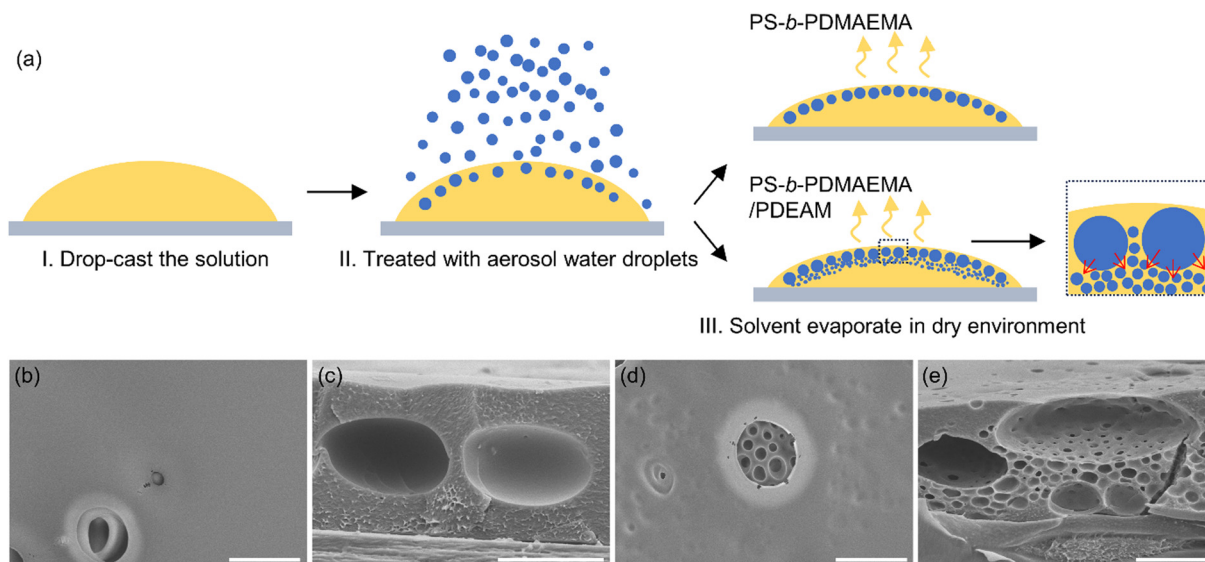 (a)
PS-b-PDMAEMA
PS-b-PDMAEMA
/PDEAM
I. Drop-cast the solution
II. Treated with aerosol water droplets
III. Solvent evaporate in dry environment
(b)
(c)
(d)
(e)